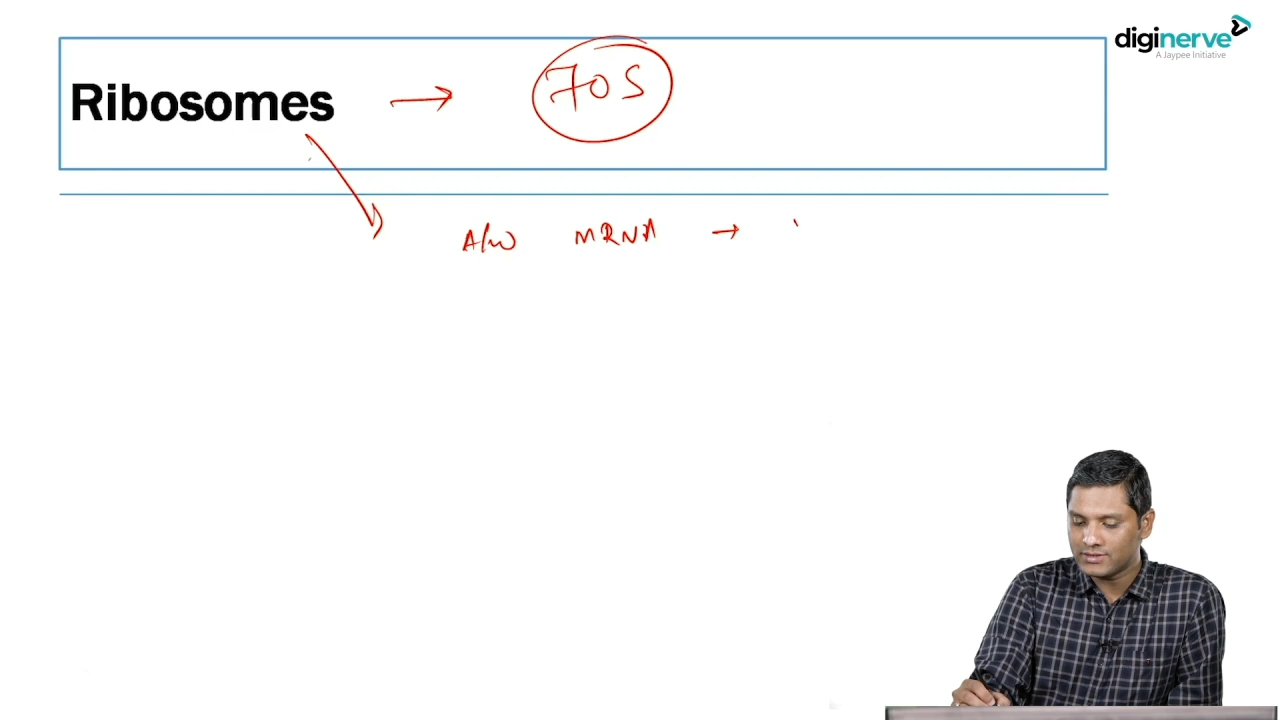 diginerve
A Jaypee Initiative
Ribosomes → 70S
A/w MRNA →